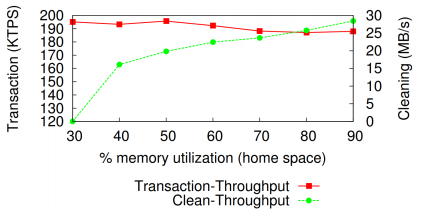 Transaction (KTPS)
200
190
180
170
160
150
140
130
120
30
25
20
15
10
5
0
Cleaning (MB/s)
30 40 50 60 70 80 90
% memory utilization (home space)
Transaction-Throughput
Clean-Throughput